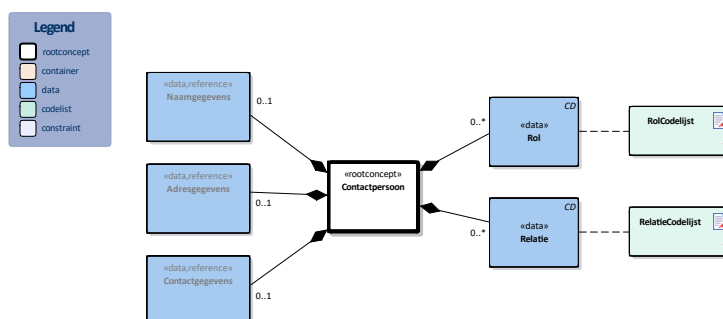 Legend
rootconcept
container
data
codelist
constraint
«data,reference»
Naamgegevens
0..1
«data,reference»
Adresgegevens
0..1
«data,reference»
Contactgegevens
0..1
«rootconcept»
Contactpersoon
CD
«data»
Rol
0..*
CD
«data»
Relatie
0..*
RolCodelijst
RelatieCodelijst